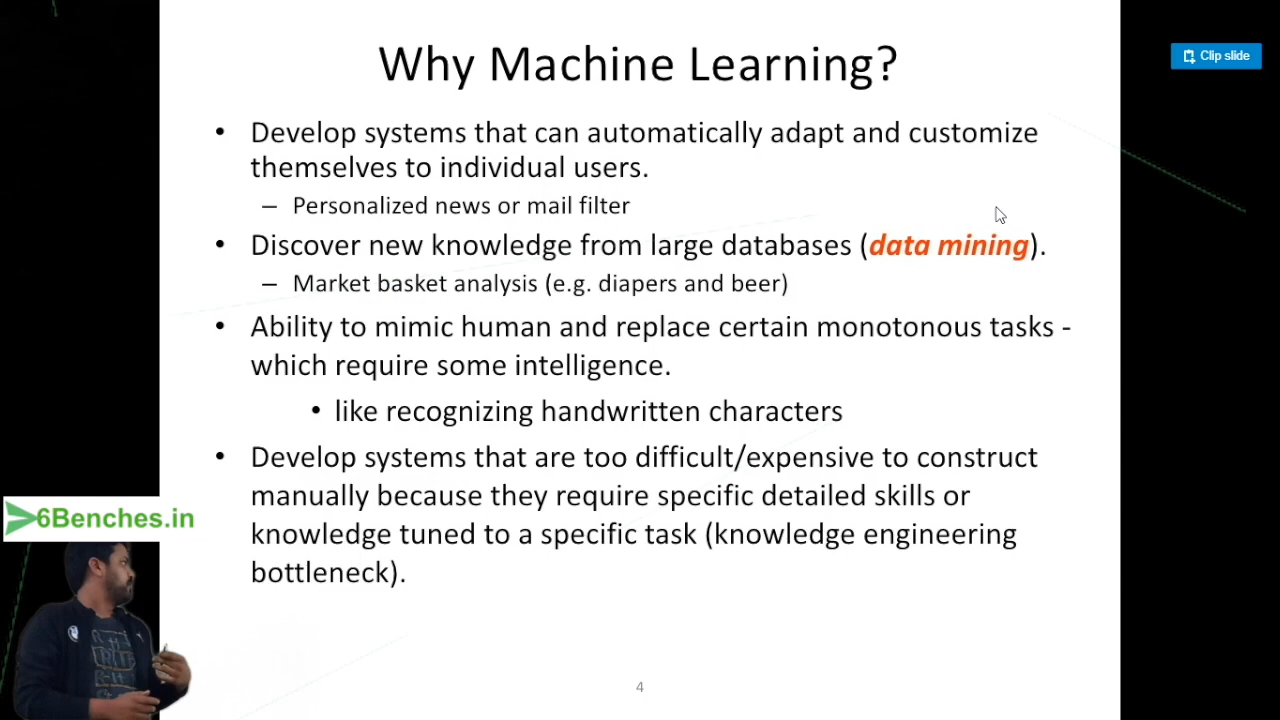 Why Machine Learning?
Clip slide
• Develop systems that can automatically adapt and customize
themselves to individual users.
– Personalized news or mail filter
• Discover new knowledge from large databases (data mining).
– Market basket analysis (e.g. diapers and beer)
• Ability to mimic human and replace certain monotonous tasks -
which require some intelligence.
• like recognizing handwritten characters
• Develop systems that are too difficult/expensive to construct
manually because they require specific detailed skills or
knowledge tuned to a specific task (knowledge engineering
bottleneck).
6Benches.in
4